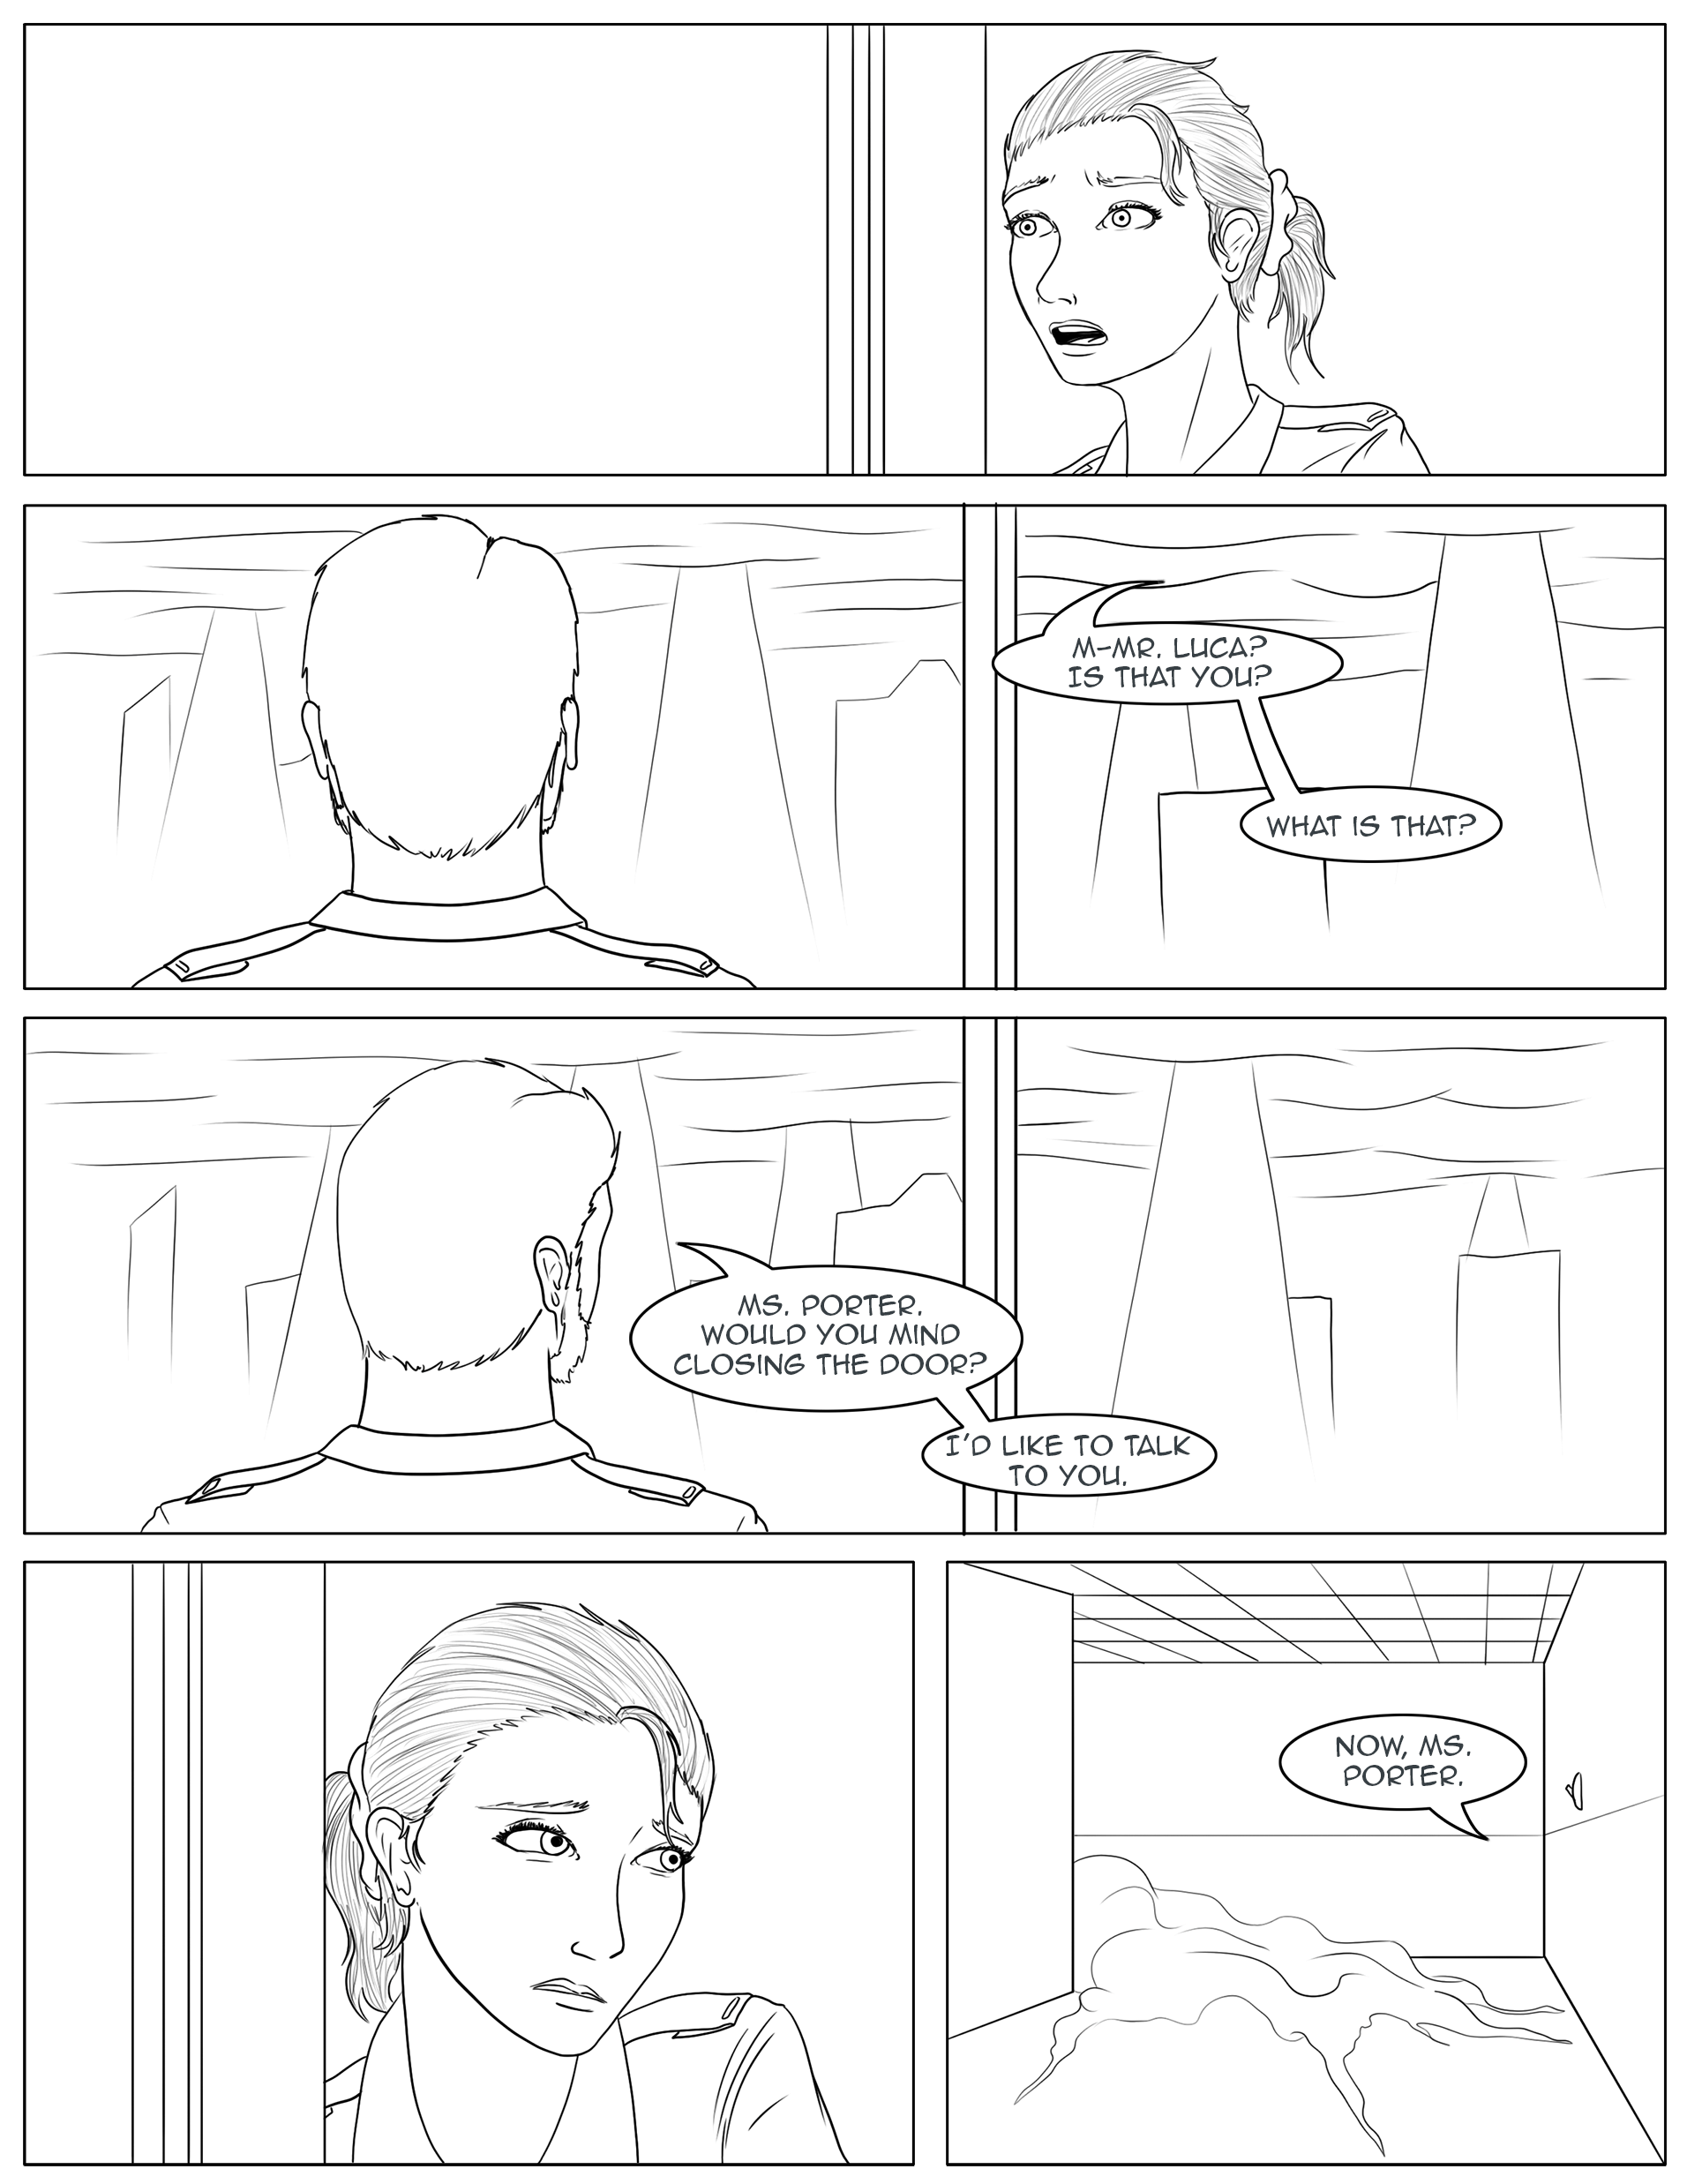 M-MR. LUCA?
IS THAT YOU?
WHAT IS THAT?
MS. PORTER.
WOULD YOU MIND
CLOSING THE DOOR?
I'D LIKE TO TALK
TO YOU.
NOW, MS.
PORTER.